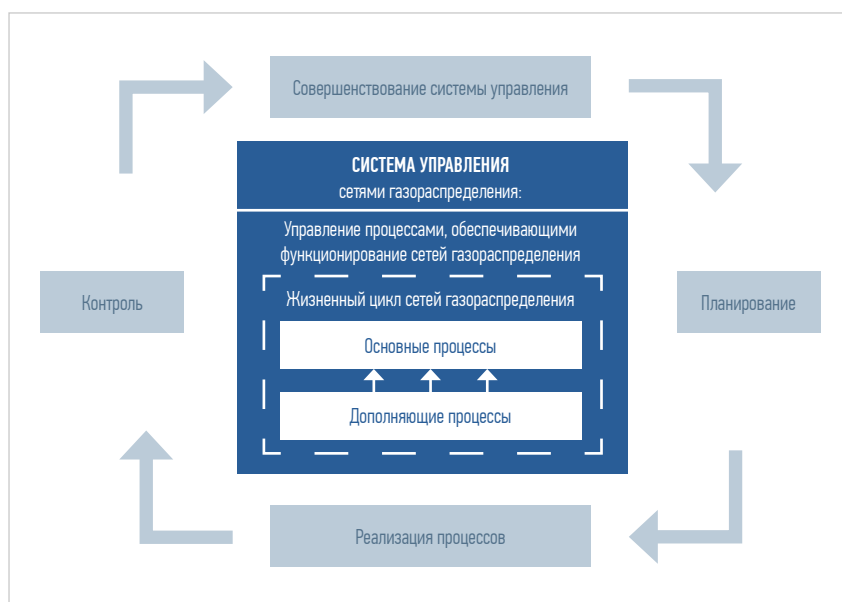 Совершенствование системы управления
СИСТЕМА УПРАВЛЕНИЯ
сетями газораспределения:
Управление процессами, обеспечивающими
функционирование сетей газораспределения
Жизненный цикл сетей газораспределения
Контроль
Планирование
Основные процессы
Дополняющие процессы
Реализация процессов